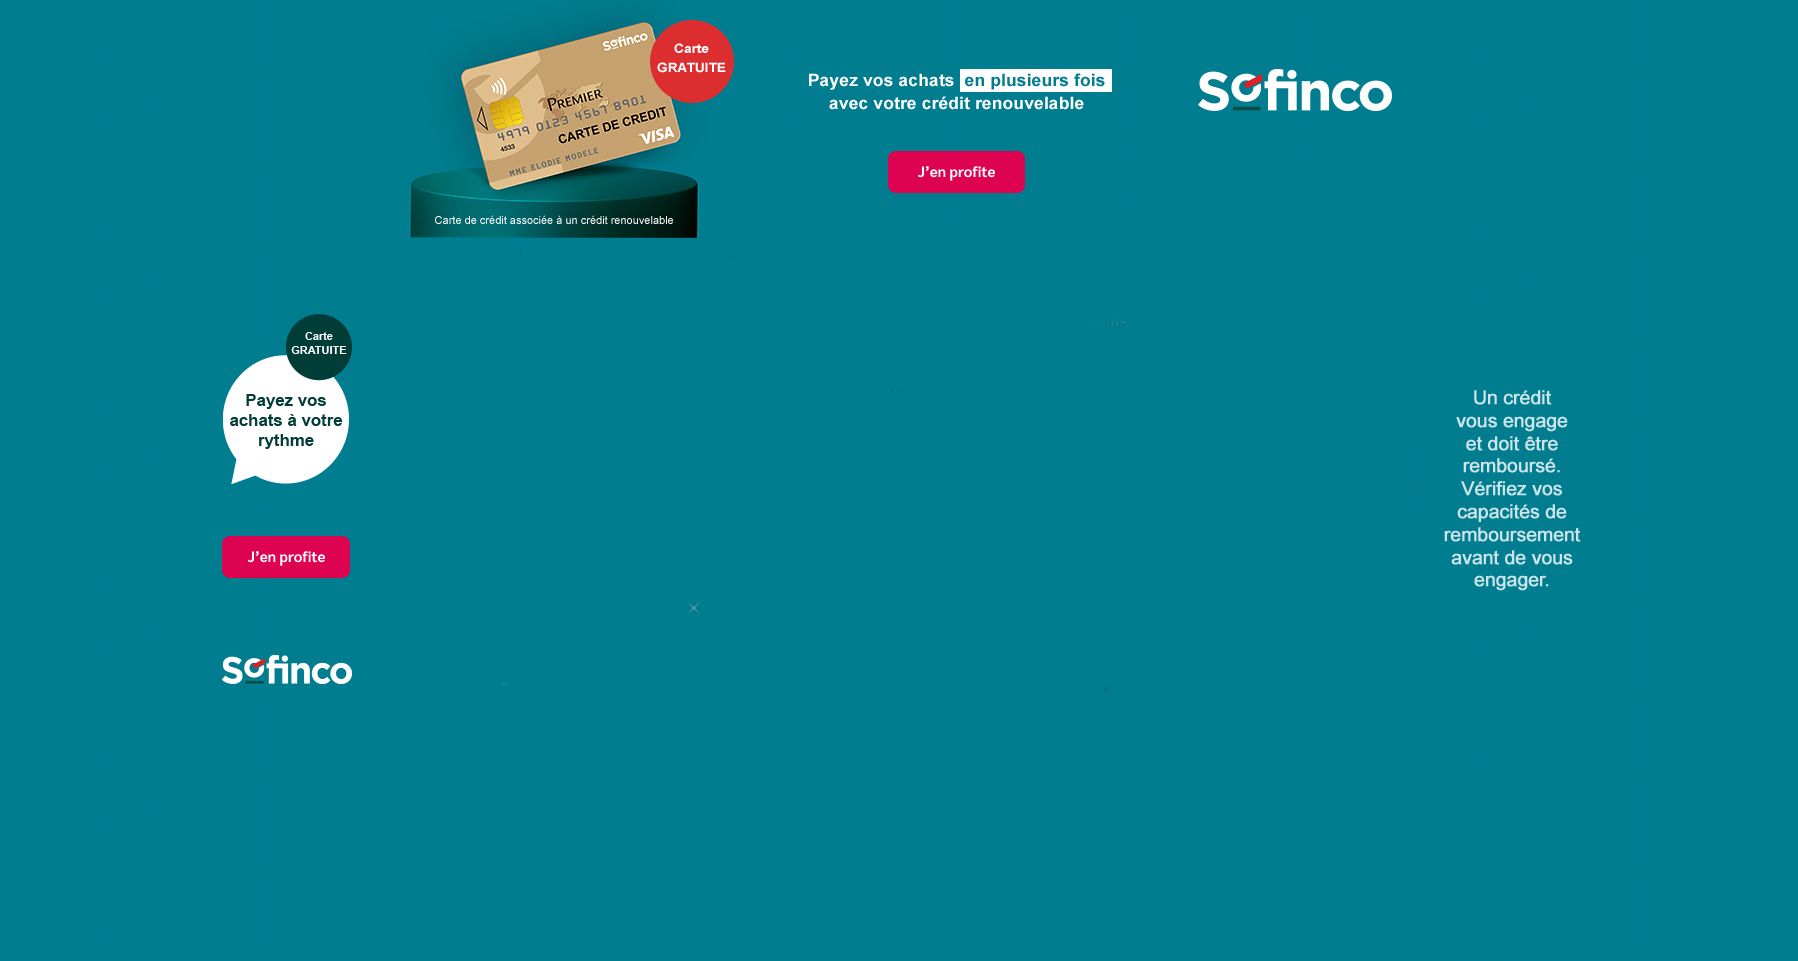 Sofinco
Carte
GRATUITE
PREMIER
4979 0123 4567 8901
4533
CARTE DE CREDIT
VISA
MME ELODIE MODELE
Carte de crédit associée à un crédit renouvelable
Payez vos achats en plusieurs fois
avec votre crédit renouvelable
J'en profite
Sofinco
Carte
GRATUITE
Payez vos
achats à votre
rythme
J'en profite
Sofinco
Un crédit
vous engage
et doit être
remboursé.
Vérifiez vos
capacités de
remboursement
avant de vous
engager.